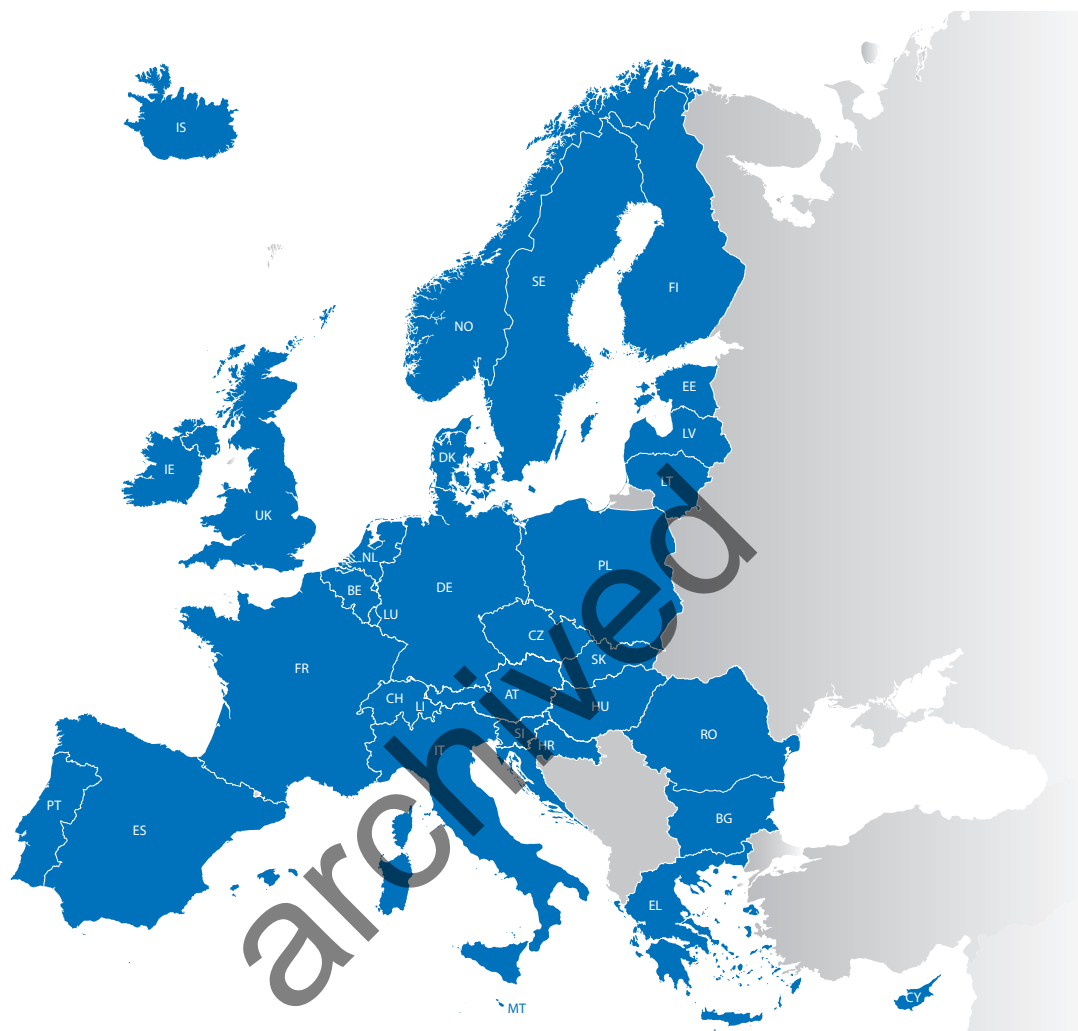 IS
SE
FI
NO
EE
LV
DK
IE
LT
UK
NL
PL
DE
BE
LU
CZ
SK
FR
CH
AT
LI
HU
SI
RO
HR
IT
PT
BG
ES
EL
CY
MT
archived